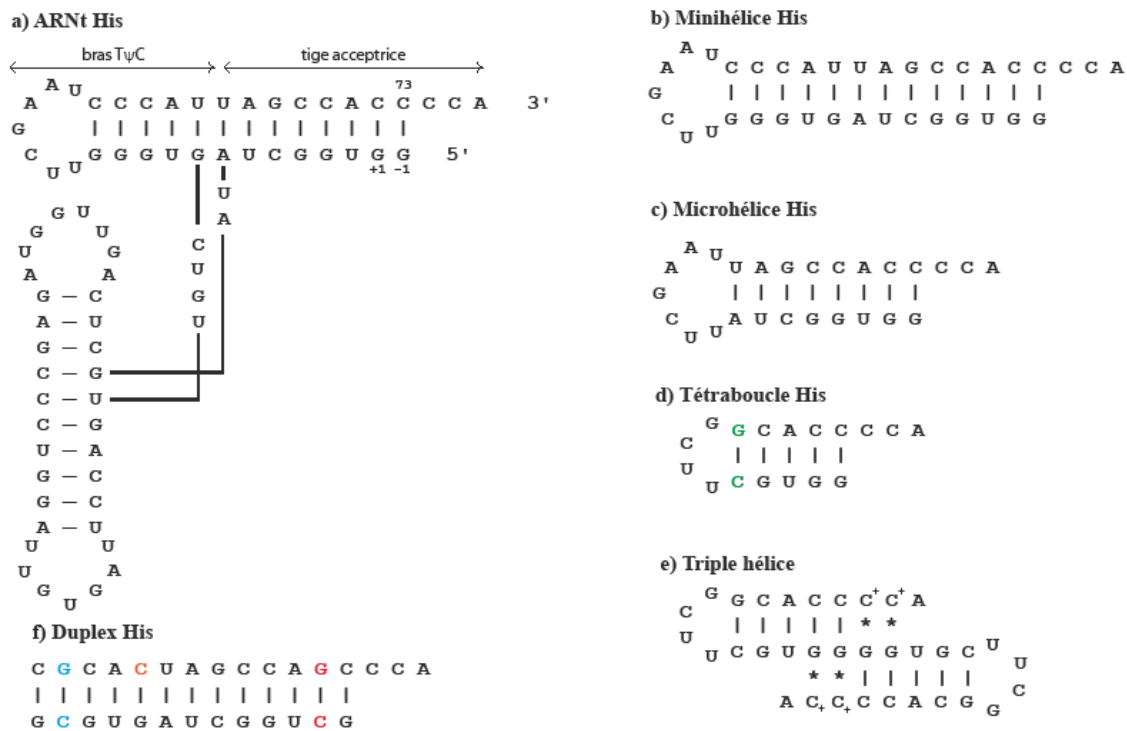 a) ARNt His
bras TψC
tige acceptrice
73
A A U C C C A U U A G C C A C C C C A 3'
G
C U U G G G U G A U C G G U G G 5'
+1 -1
U
A
G U
G U
C
U G
U
A A
G – C
G
A – U
U
G – C
C – G
C – U
C G
U A
G – C
G – C
A – U
U U
U A
G G
U
b) Minihélice His
A A U C C C A U U A G C C A C C C C A
G
C U U G G G U G A U C G G U G G
c) Microhélice His
A A U U A G C C A C C C C A
G
C U U A U C G G U G G
d) Tétraboucle His
G G C A C C C C A
C
U
U C G U G G
e) Triple hélice
G G C A C C C+ C+ A
C
* *
U
U C G U G G G G U G C U
U
* *
C
A C+ C+ C C A C G G
f) Duplex His
C G C A C U A G C C A G C C C A
G C G U G A U C G G U C G